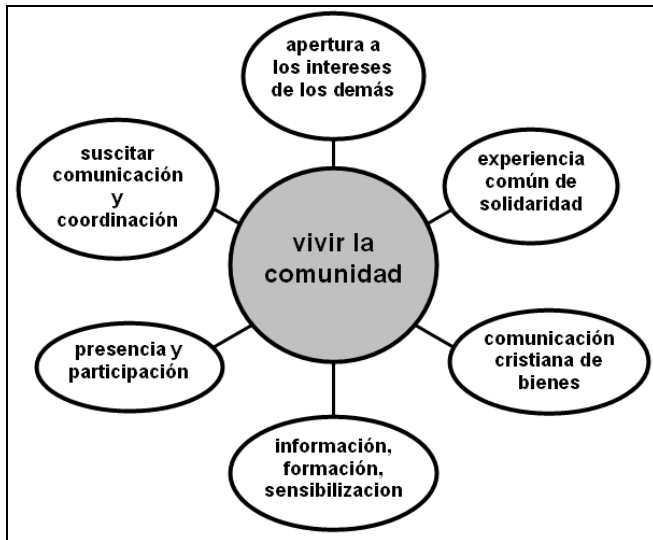 apertura a
los intereses
de los demás
suscitar
comunicación
y
coordinación
experiencia
común de
solidaridad
vivir la
comunidad
presencia y
participación
comunicación
cristiana de
bienes
información,
formación,
sensibilizacion